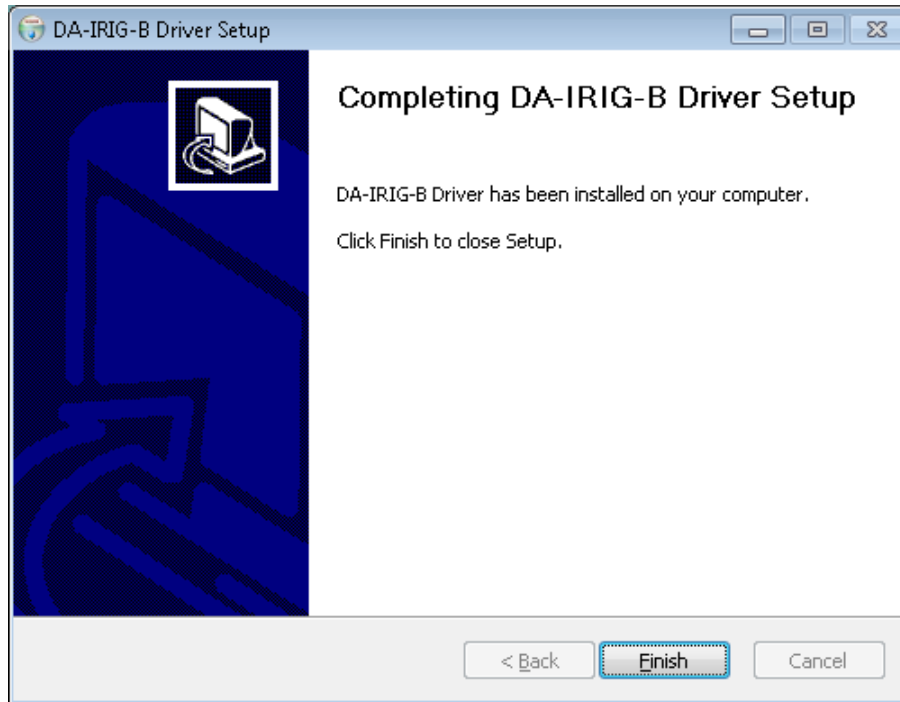 DA-IRIG-B Driver Setup
Completing DA-IRIG-B Driver Setup
DA-IRIG-B Driver has been installed on your computer.
Click Finish to close Setup.
< Back Finish Cancel